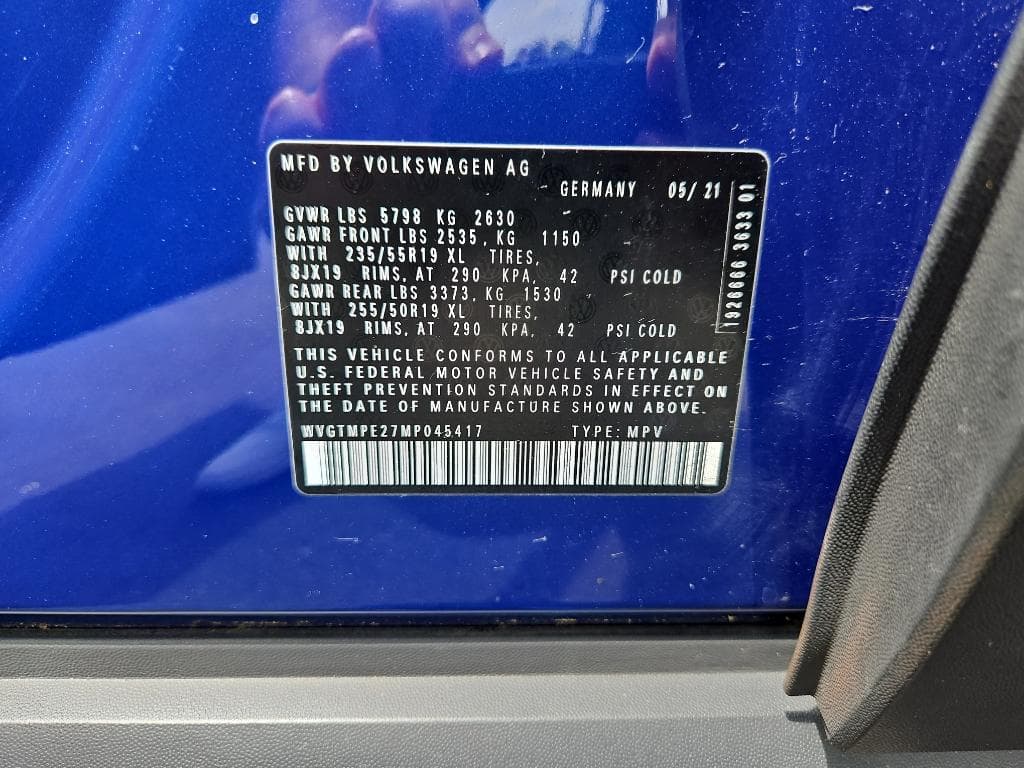 MFD BY VOLKSWAGEN AG
GERMANY 05/ 21
GVWR LBS 5798 KG 2630
GAWR FRONT LBS 2535, KG 1150
WITH 235/55R19 XL TIRES,
8JX19 RIMS, AT 290 KPA, 42 PSI COLD
GAWR REAR LBS 3373, KG 1530
WITH 255/50R19 XL TIRES,
8JX19 RIMS, AT 290 KPA, 42 PSI COLD
THIS VEHICLE CONFORMS TO ALL APPLICABLE
U.S. FEDERAL MOTOR VEHICLE SAFETY AND
THEFT PREVENTION STANDARDS IN EFFECT ON
THE DATE OF MANUFACTURE SHOWN ABOVE.
WVGTMPE27MP045417 TYPE: MPV
1926666 3633 01